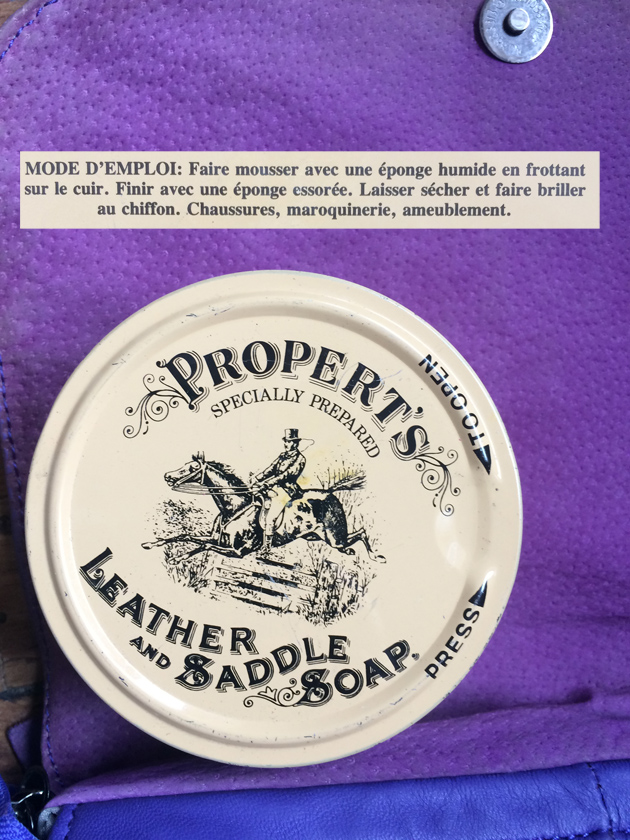 MODE D'EMPLOI: Faire mousser avec une éponge humide en frottant
sur le cuir. Finir avec une éponge essorée. Laisser sécher et faire briller
au chiffon. Chaussures, maroquinerie, ameublement.
PROPERT'S
SPECIALLY PREPARED
TO OPEN
LEATHER
AND SADDLE
SOAP.
PRESS